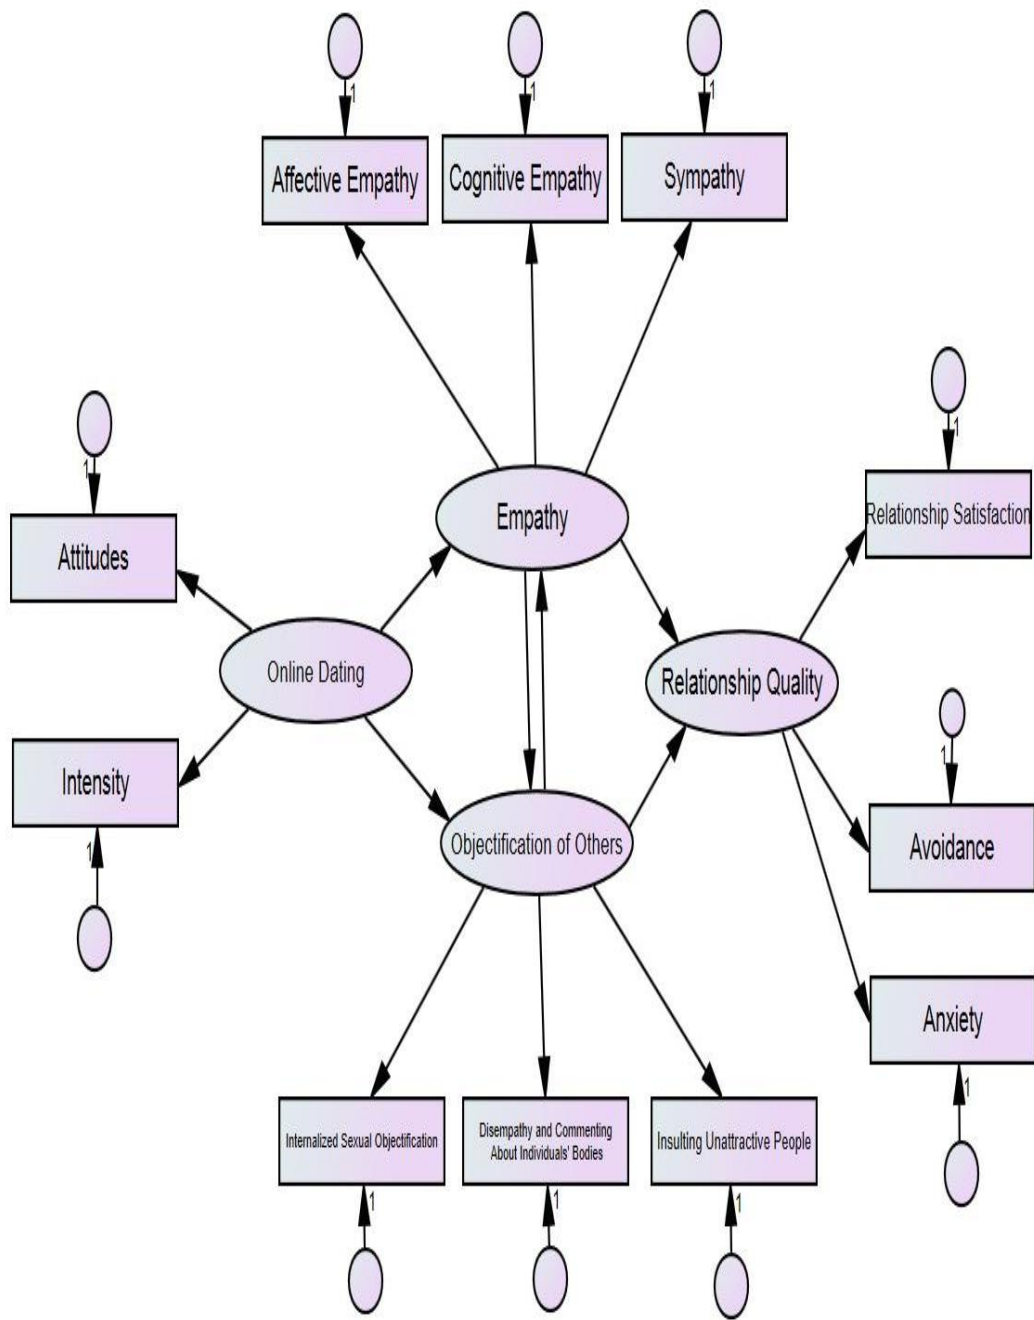 1
1
1
Affective Empathy
Cognitive Empathy
Sympathy
1
1
Relationship Satisfaction
Attitudes
Empathy
Online Dating
Relationship Quality
1
Intensity
Avoidance
1
Objectification of Others
Anxiety
1
Internalized Sexual Objectification
Disempathy and Commenting
About Individuals' Bodies
Insulting Unattractive People
1
1
1